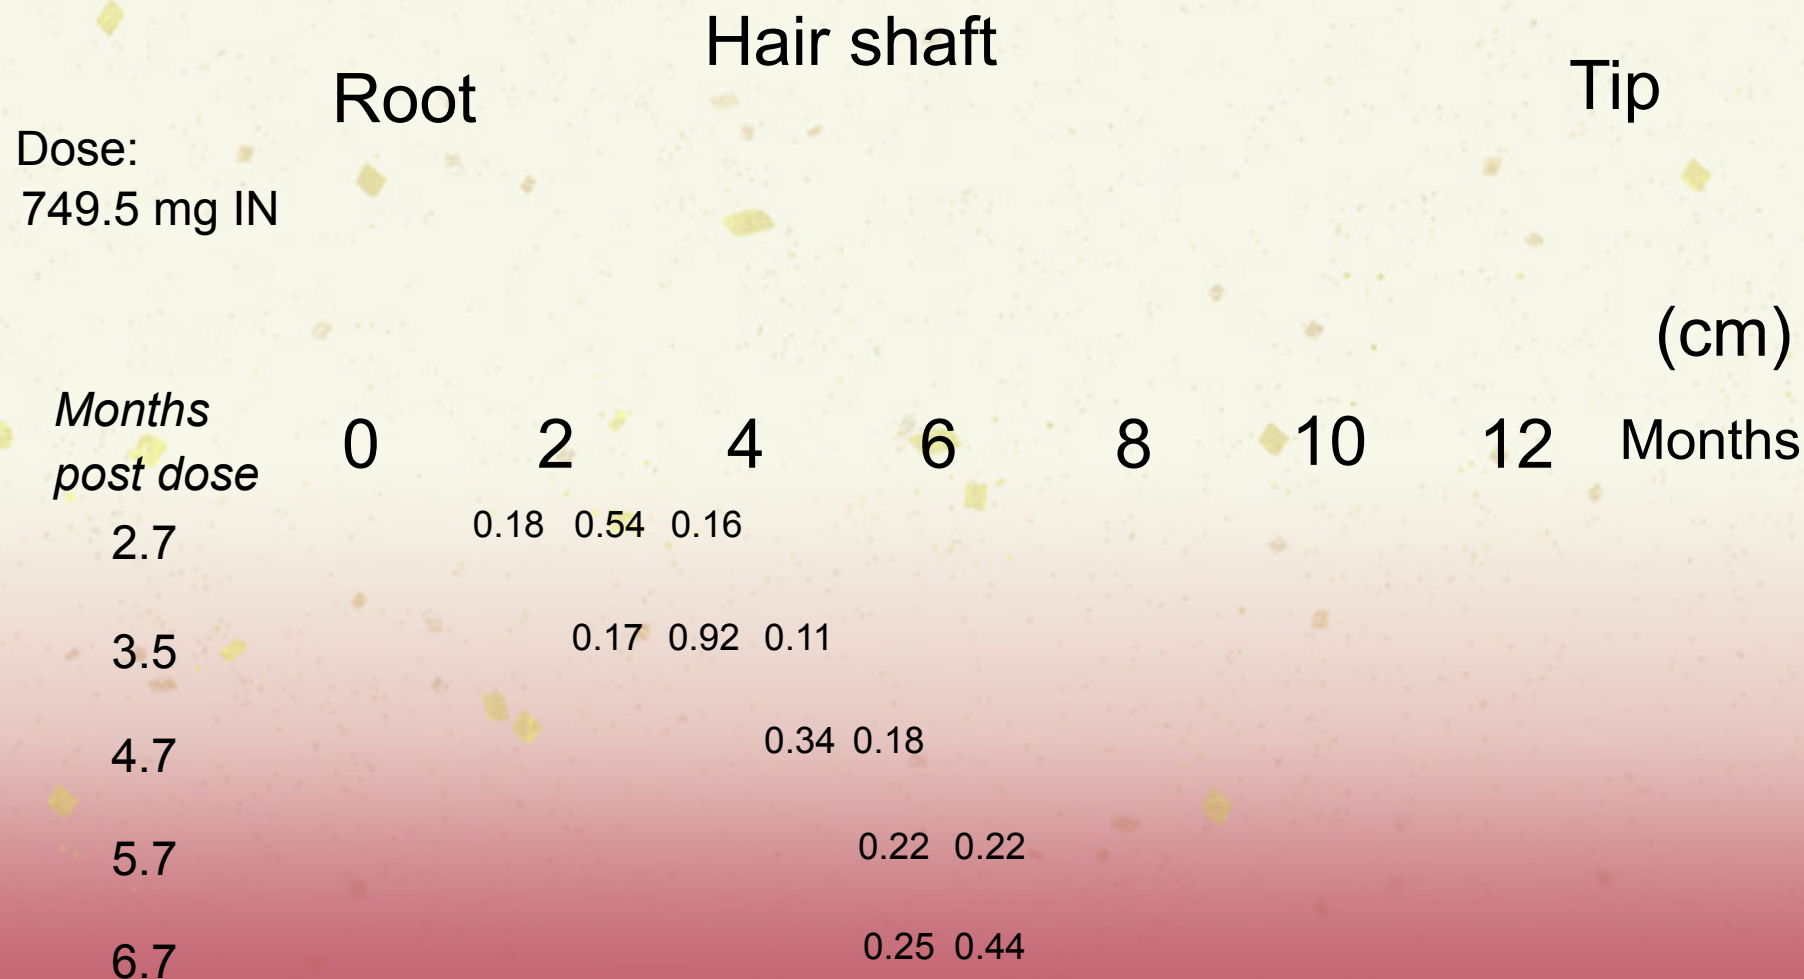 Hair shaft
Root
Tip
Dose:
749.5 mg IN
(cm)
Months
post dose
0 2 4 6 8 10 12 Months
2.7 0.18 0.54 0.16
3.5 0.17 0.92 0.11
4.7 0.34 0.18
5.7 0.22 0.22
6.7 0.25 0.44